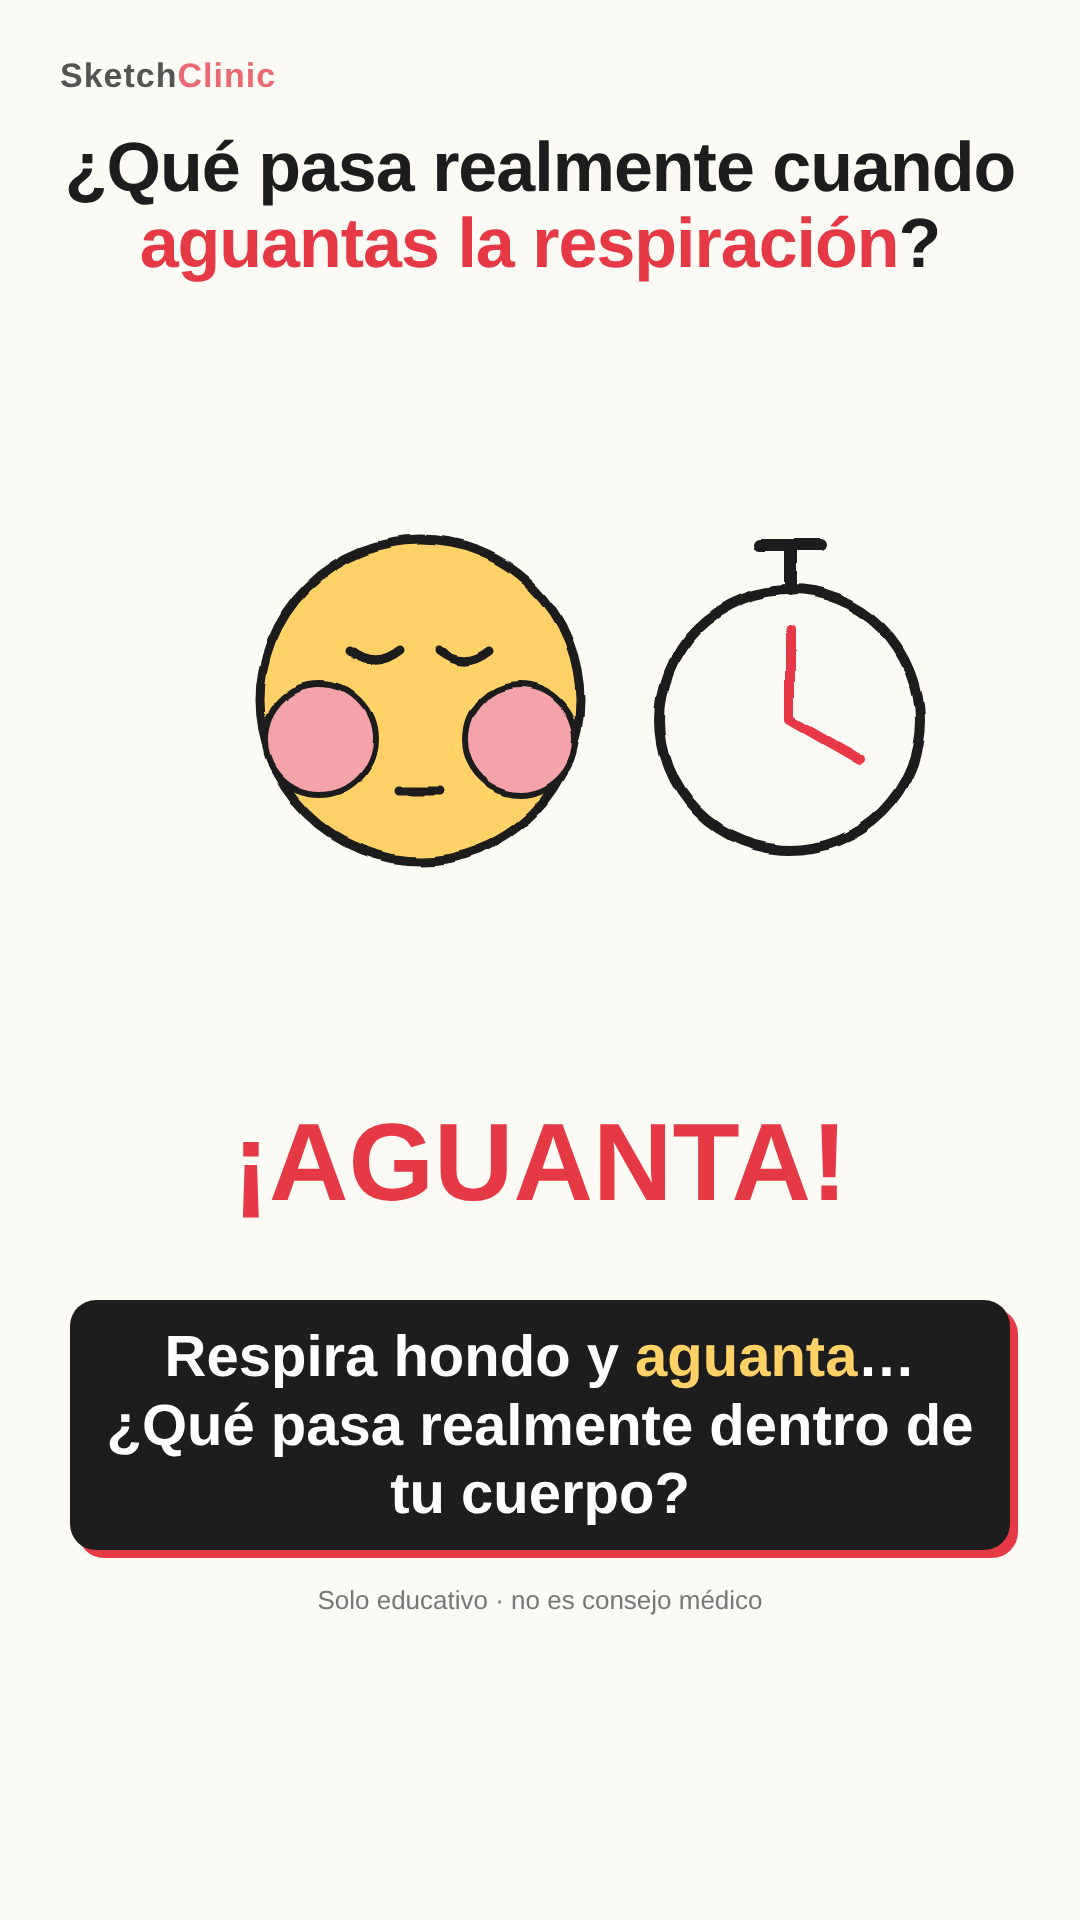 SketchClinic
¿Qué pasa realmente cuando
aguantas la respiración?
¡AGUANTA!
Respira hondo y aguanta…
¿Qué pasa realmente dentro de
tu cuerpo?
Solo educativo · no es consejo médico